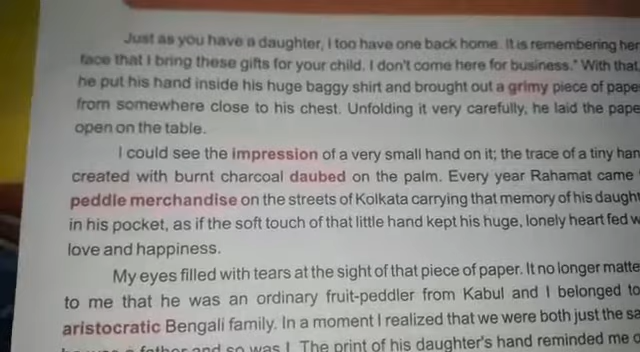 Just as you have a daughter, I too have one back home. It is remembering her
face that I bring these gifts for your child. I don't come here for business." With that
he put his hand inside his huge baggy shirt and brought out a grimy piece of pape
from somewhere close to his chest. Unfolding it very carefully, he laid the pape
open on the table.
I could see the impression of a very small hand on it; the trace of a tiny han
created with burnt charcoal daubed on the palm. Every year Rahamat came
peddle merchandise on the streets of Kolkata carrying that memory of his daught
in his pocket, as if the soft touch of that little hand kept his huge, lonely heart fed w
love and happiness.
My eyes filled with tears at the sight of that piece of paper. It no longer matte
to me that he was an ordinary fruit-peddler from Kabul and I belonged to
aristocratic Bengali family. In a moment I realized that we were both just the sa
he was a father and so was I. The print of his daughter's hand reminded me o